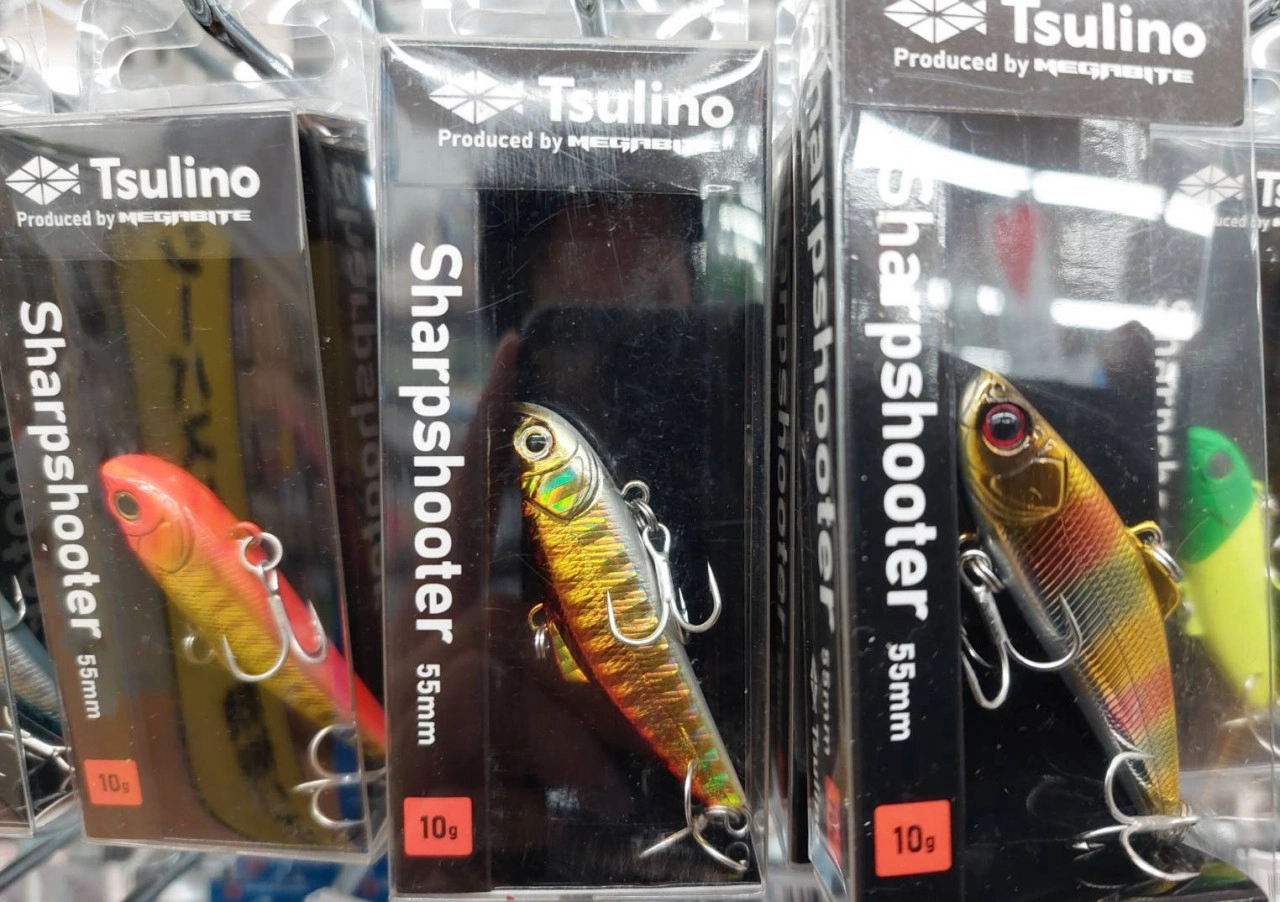 Tsulino
Produced by MEGABITE
Sharpshooter 55mm
10g
Tsulino
Produced by MEGABITE
Sharpshooter 55mm
10g
Tsulino
Produced by MEGABITE
Sharpshooter 55mm
10g